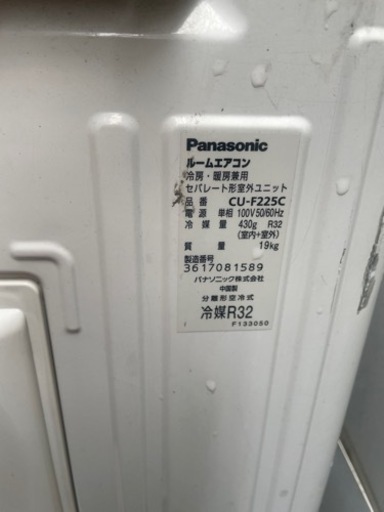 Panasonic
ルームエアコン
冷房・暖房兼用
セパレート形室外ユニット
品 番 CU-F225C
電 源 単相 100V 50/60Hz
冷 媒 量 430g R32
(室内+室外)
質 量 19kg
製造番号
3617081589
パナソニック株式会社
中国製
分離形空冷式
冷媒R32
F133050